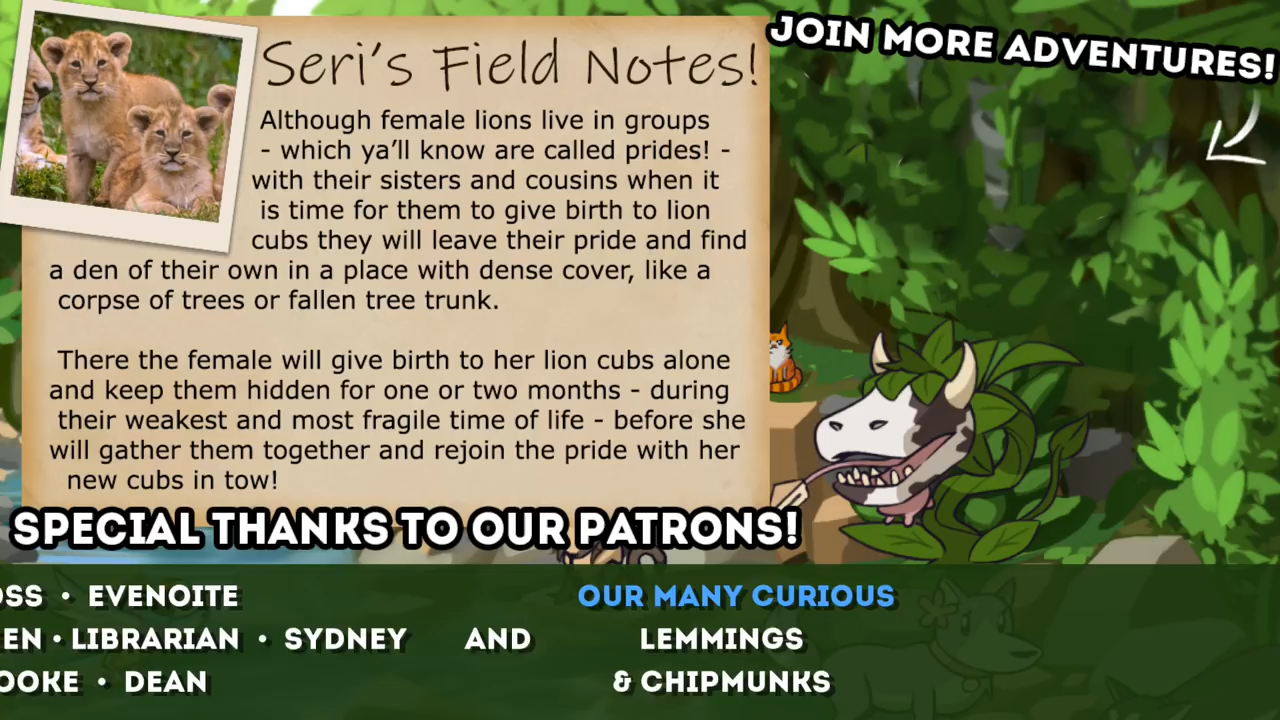 Seri's Field Notes!
JOIN MORE ADVENTURES!
Although female lions live in groups
- which ya'll know are called prides! -
with their sisters and cousins when it
is time for them to give birth to lion
cubs they will leave their pride and find
a den of their own in a place with dense cover, like a
corpse of trees or fallen tree trunk.
There the female will give birth to her lion cubs alone
and keep them hidden for one or two months - during
their weakest and most fragile time of life - before she
will gather them together and rejoin the pride with her
new cubs in tow!
SPECIAL THANKS TO OUR PATRONS!
OSS • EVENOITE OUR MANY CURIOUS
EN • LIBRARIAN • SYDNEY AND LEMMINGS
OOKE • DEAN & CHIPMUNKS